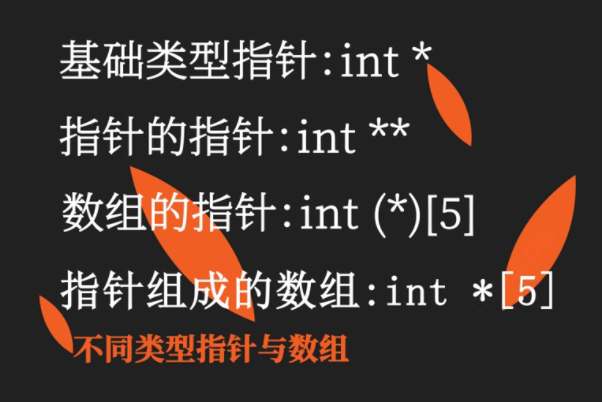 基础类型指针:int *
指针的指针:int **
数组的指针:int (*)[5]
指针组成的数组:int *[5]
不同类型指针与数组